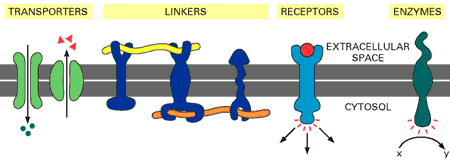 TRANSPORTERS
LINKERS
RECEPTORS
ENZYMES
EXTRACELLULAR
SPACE
CYTOSOL
x
y